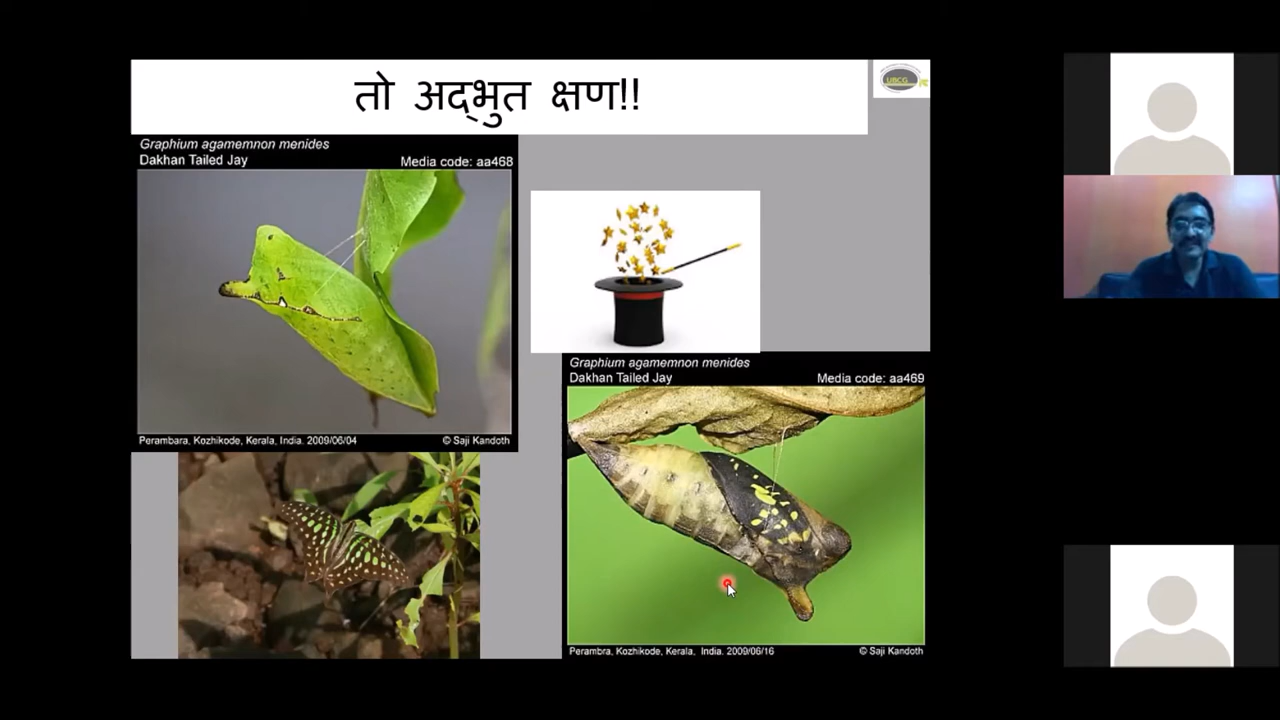 तो अद्भुत क्षण!!
UBCG
Graphium agamemnon menides
Dakhan Tailed Jay Media code: aa468
Perambara, Kozhikode, Kerala, India. 2009/06/04 © Saji Kandoth
Graphium agamemnon menides
Dakhan Tailed Jay Media code: aa469
Perambra, Kozhikode, Kerala, India. 2009/06/16 © Saji Kandoth